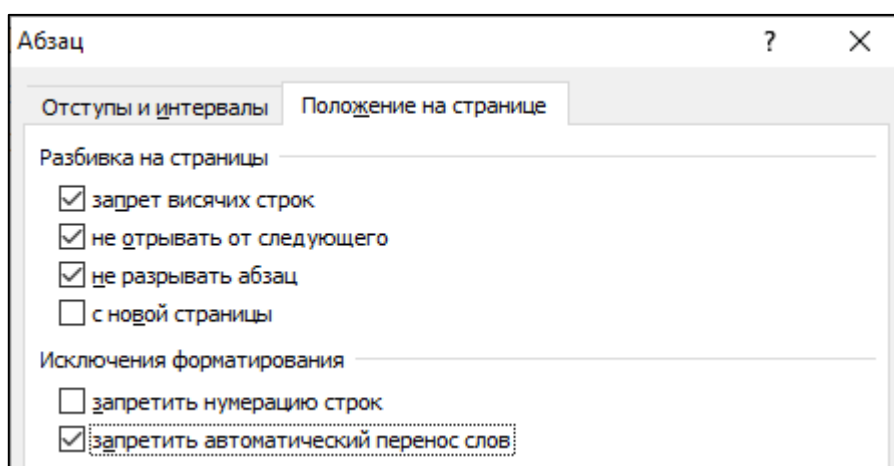 Абзац ?
Отступы и интервалы Положение на странице
Разбивка на страницы
запрет висячих строк
не отрывать от следующего
не разрывать абзац
с новой страницы
Исключения форматирования
запретить нумерацию строк
запретить автоматический перенос слов